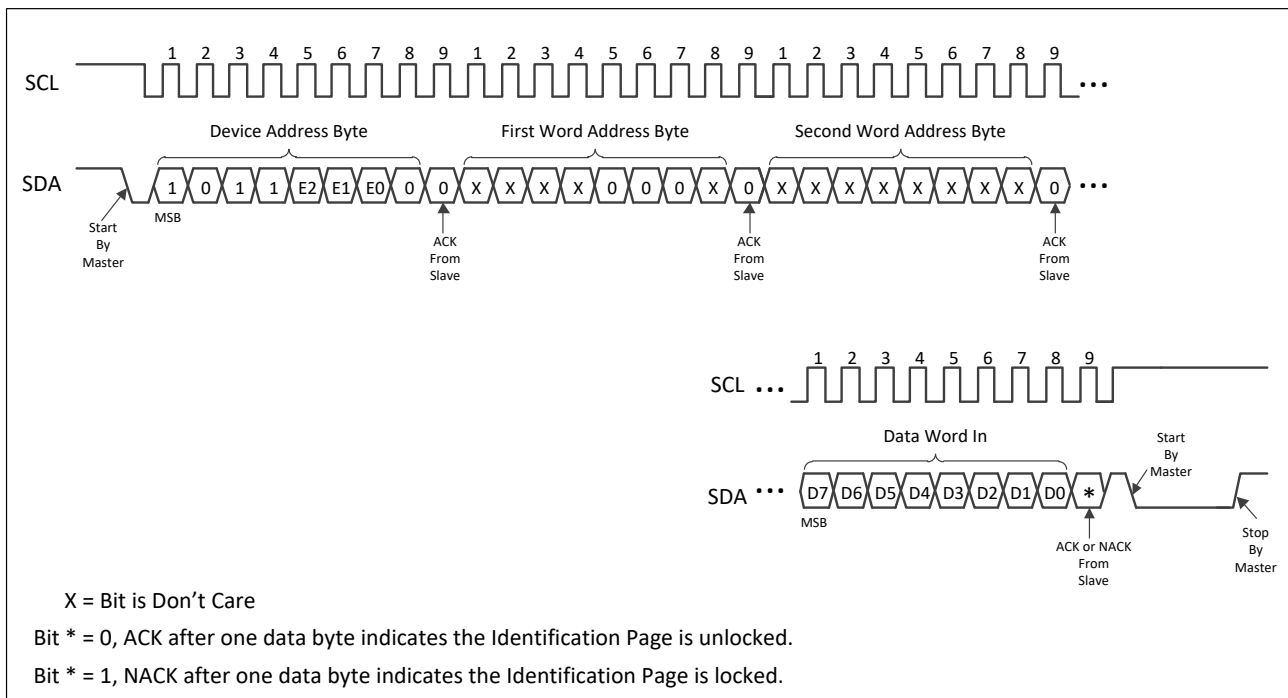 1 2 3 4 5 6 7 8 9 1 2 3 4 5 6 7 8 9 1 2 3 4 5 6 7 8 9
SCL ...
Device Address Byte First Word Address Byte Second Word Address Byte
SDA 1 0 1 1 E2 E1 E0 0 0 X X X X 0 0 0 X 0 X X X X X X X X 0 ...
MSB
Start
By
Master
ACK
From
Slave
ACK
From
Slave
ACK
From
Slave
1 2 3 4 5 6 7 8 9
SCL ...
Data Word In
Start
By
Master
SDA ... D7 D6 D5 D4 D3 D2 D1 D0 *
MSB
ACK or NACK
From
Slave
Stop
By
Master
X = Bit is Don’t Care
Bit * = 0, ACK after one data byte indicates the Identification Page is unlocked.
Bit * = 1, NACK after one data byte indicates the Identification Page is locked.